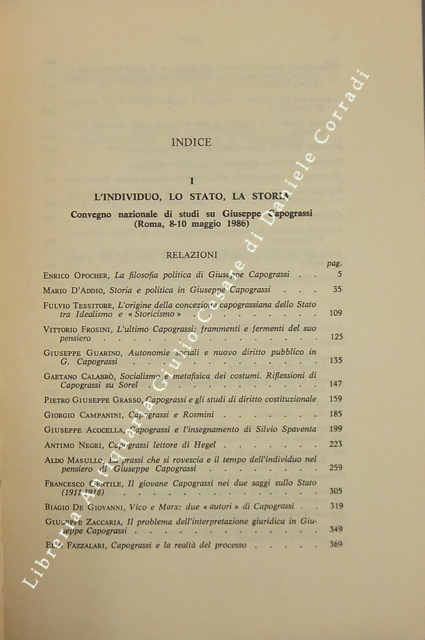 INDICE
I
L'INDIVIDUO, LO STATO, LA STORIA
Convegno nazionale di studi su Giuseppe Capograssi
(Roma, 8-10 maggio 1986)
RELAZIONI
pag.
ENRICO OPOCHER, La filosofia politica di Giuseppe Capograssi . . 5
MARIO D'ADDIO, Storia e politica in Giuseppe Capograssi . . . 35
FULVIO TESSITORE, L'origine della concezione capograssiana dello Stato
tra Idealismo e « Storicismo » . . . . . . . . . . 109
VITTORIO FROSINI, L'ultimo Capograssi: frammenti e fermenti del suo
pensiero . . . . . . . . . . . . . . . 125
GIUSEPPE GUARINO, Autonomie sociali e nuovo diritto pubblico in
G. Capograssi . . . . . . . . . . . . . 135
GAETANO CALABRÒ, Socialismo e metafisica dei costumi. Riflessioni di
Capograssi su Sorel . . . . . . . . . . . . 147
PIETRO GIUSEPPE GRASSO, Capograssi e gli studi di diritto costituzionale 159
GIORGIO CAMPANINI, Capograssi e Rosmini . . . . . . 185
GIUSEPPE ACOCELLA, Capograssi e l'insegnamento di Silvio Spaventa 199
ANTIMO NEGRI, Capograssi lettore di Hegel . . . . . . . 223
ALDO MASULLO, La prassi che si rovescia e il tempo dell'individuo nel
pensiero di Giuseppe Capograssi . . . . . . . . 259
FRANCESCO GENTILE, Il giovane Capograssi nei due saggi sullo Stato
(1911-1918) . . . . . . . . . . . . . . 305
BIAGIO DE GIOVANNI, Vico e Marx: due « autori » di Capograssi . . 319
GIUSEPPE ZACCARIA, Il problema dell'interpretazione giuridica in Giu-
seppe Capograssi . . . . . . . . . . . . . 349
ELIO FAZZALARI, Capograssi e la realtà del processo . . . . . 369
Libreria Antiquaria Giulio Cesare di Daniele Corradi